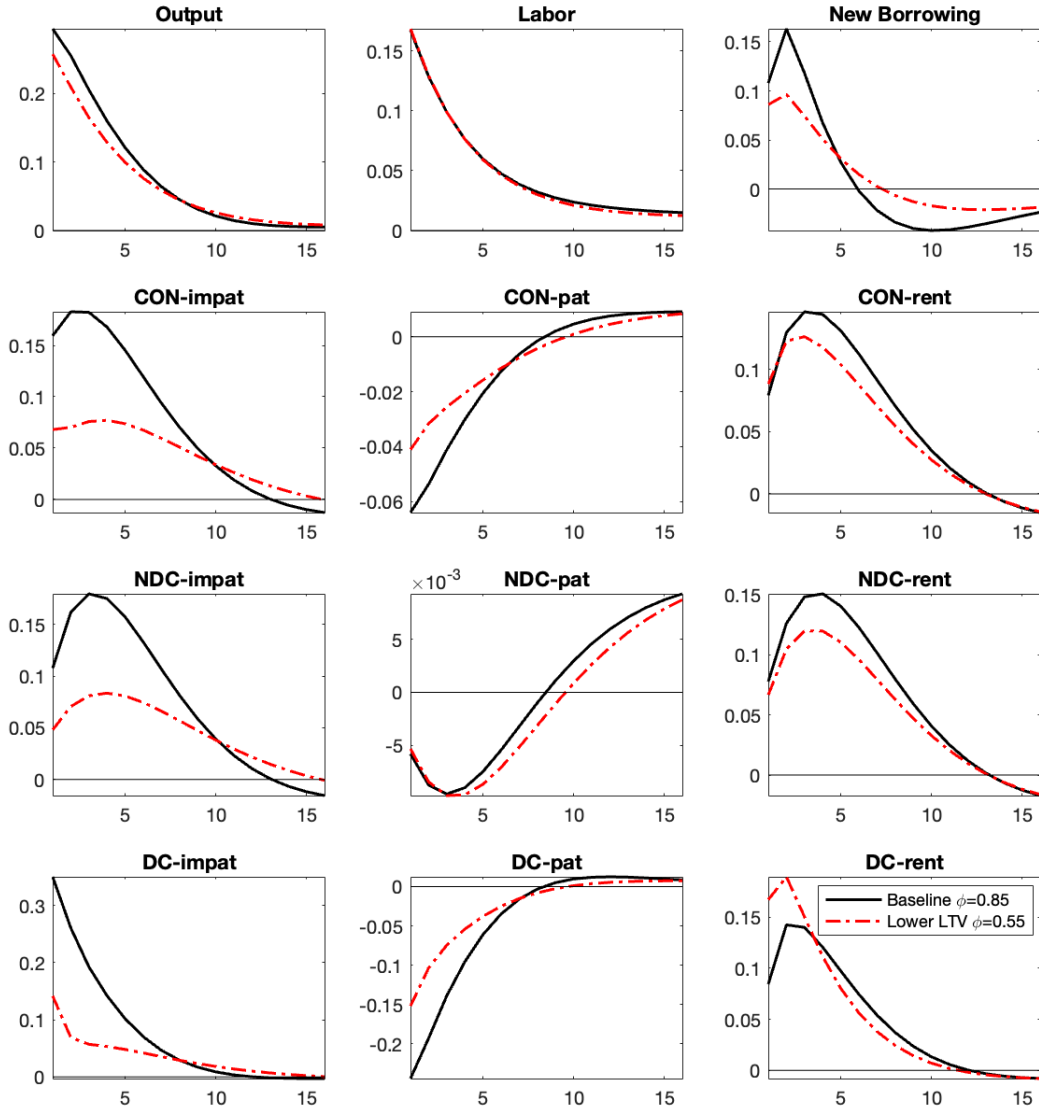 Output
0.2
0.1
0
5 10 15
Labor
0.15
0.1
0.05
0
5 10 15
New Borrowing
0.15
0.1
0.05
0
5 10 15
CON-impat
0.15
0.1
0.05
0
5 10 15
CON-pat
0
-0.02
-0.04
-0.06
5 10 15
CON-rent
0.1
0.05
0
5 10 15
NDC-impat
0.15
0.1
0.05
0
5 10 15
NDC-pat
×10⁻³
5
0
-5
5 10 15
NDC-rent
0.15
0.1
0.05
0
5 10 15
DC-impat
0.3
0.2
0.1
0
5 10 15
DC-pat
0
-0.05
-0.1
-0.15
-0.2
5 10 15
DC-rent
Baseline ϕ=0.85
Lower LTV ϕ=0.55
0.15
0.1
0.05
0
5 10 15